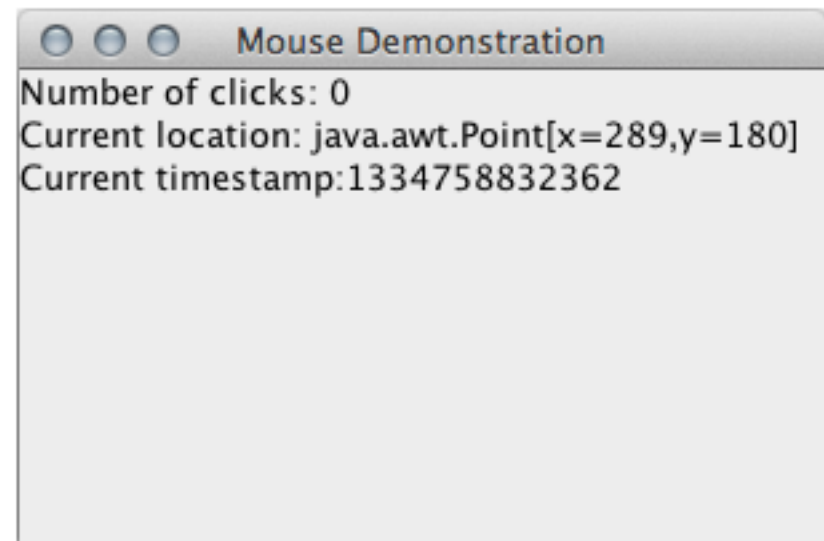 Mouse Demonstration
Number of clicks: 0
Current location: java.awt.Point[x=289,y=180]
Current timestamp:1334758832362